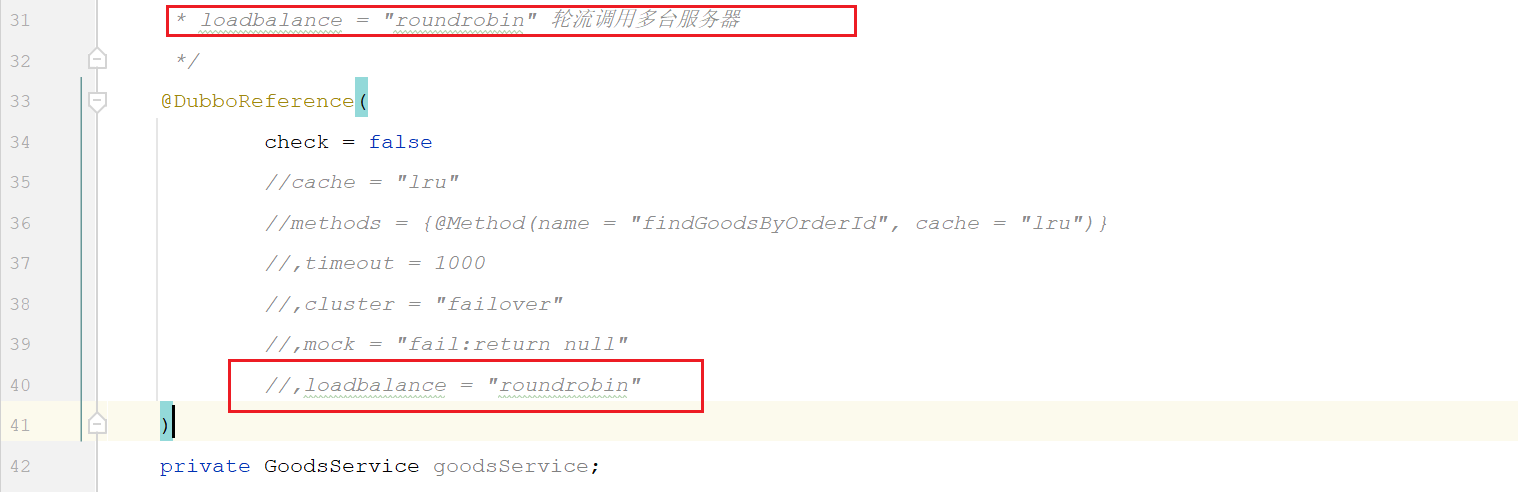 31 * loadbalance = "roundrobin" 轮流调用多台服务器
32 */
33 @DubboReference(
34 check = false
35 //cache = "lru"
36 //methods = {@Method(name = "findGoodsByOrderId", cache = "lru")}
37 //,timeout = 1000
38 //,cluster = "failover"
39 //,mock = "fail:return null"
40 //,loadbalance = "roundrobin"
41 )
42 private GoodsService goodsService;